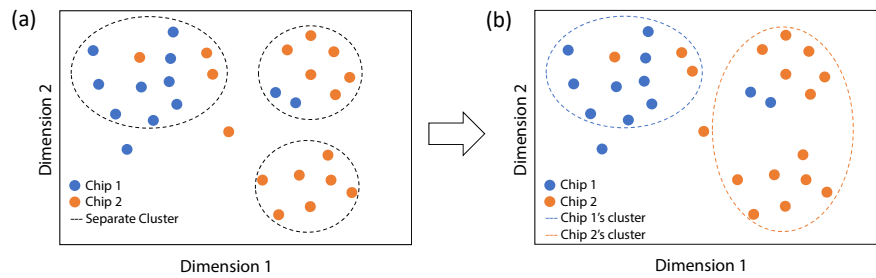 (a)
Dimension 2
Chip 1
Chip 2
Separate Cluster
Dimension 1
(b)
Dimension 2
Chip 1
Chip 2
Chip 1's cluster
Chip 2's cluster
Dimension 1